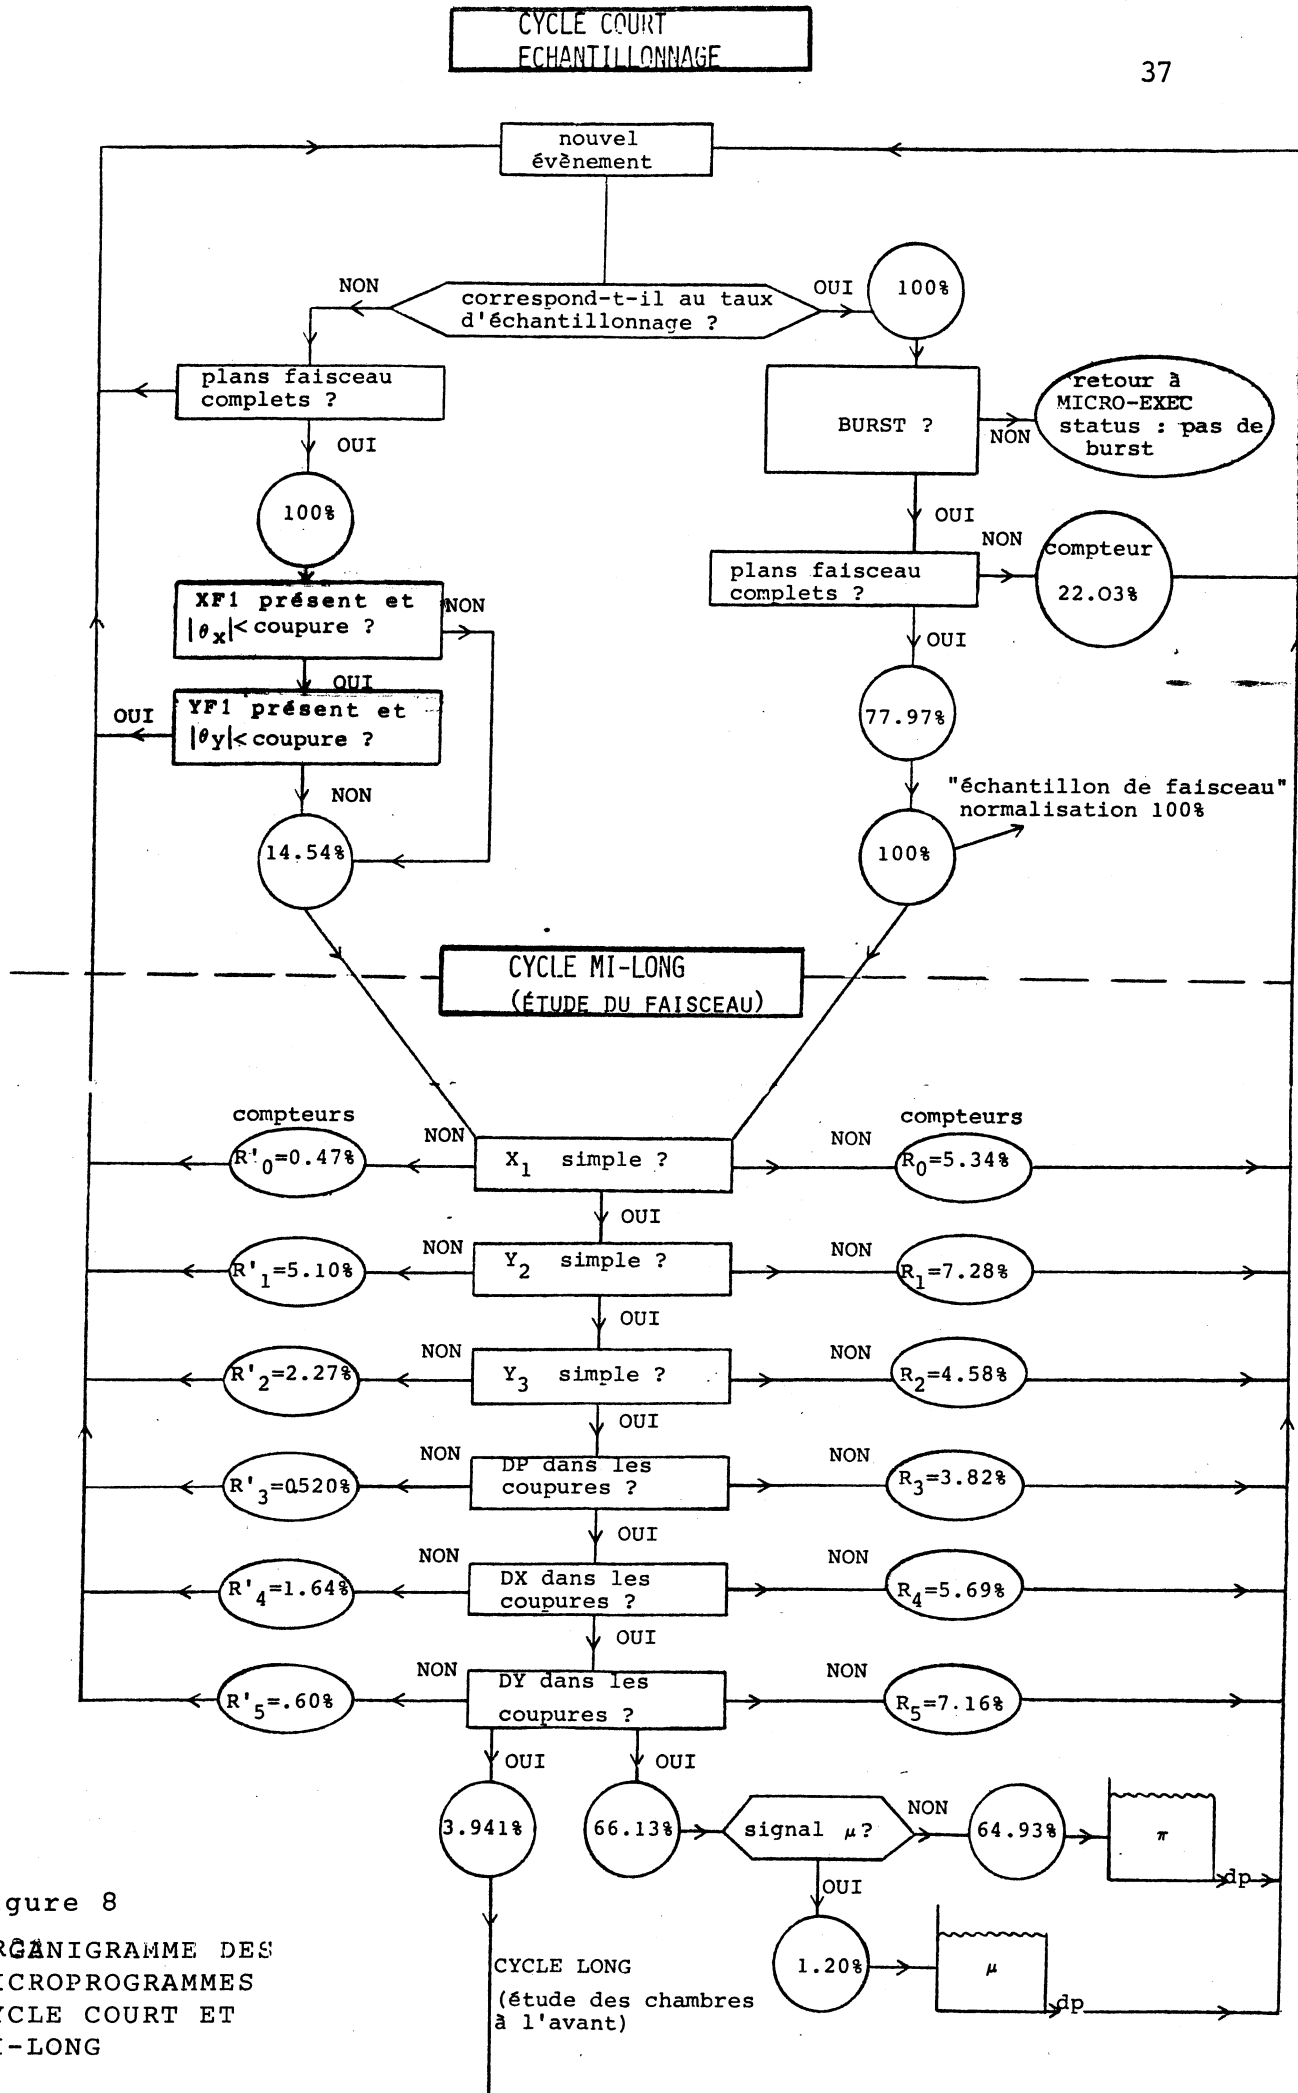 CYCLE COURT
ECHANTILLONNAGE
37
nouvel
évènement
NON
correspond-t-il au taux
d'échantillonnage ?
OUI
100%
plans faisceau
complets ?
OUI
100%
XF1 présent et
|θx|< coupure ?
NON
OUI
YF1 présent et
|θy|< coupure ?
OUI
NON
14.54%
BURST ?
NON
retour à
MICRO-EXEC
status : pas de
burst
OUI
plans faisceau
complets ?
NON
compteur
22.03%
OUI
77.97%
"échantillon de faisceau"
normalisation 100%
100%
CYCLE MI-LONG
(ÉTUDE DU FAISCEAU)
compteurs
compteurs
R'0=0.47%
NON
X1 simple ?
NON
R0=5.34%
OUI
R'1=5.10%
NON
Y2 simple ?
NON
R1=7.28%
OUI
R'2=2.27%
NON
Y3 simple ?
NON
R2=4.58%
OUI
R'3=0520%
NON
DP dans les
coupures ?
NON
R3=3.82%
OUI
R'4=1.64%
NON
DX dans les
coupures ?
NON
R4=5.69%
OUI
R'5=.60%
NON
DY dans les
coupures ?
NON
R5=7.16%
OUI
OUI
3.941%
66.13%
signal μ?
NON
64.93%
π
dp
OUI
1.20%
μ
dp
CYCLE LONG
(étude des chambres
à l'avant)
gure 8
RGANIGRAMME DES
ICROPROGRAMMES
YCLE COURT ET
I-LONG